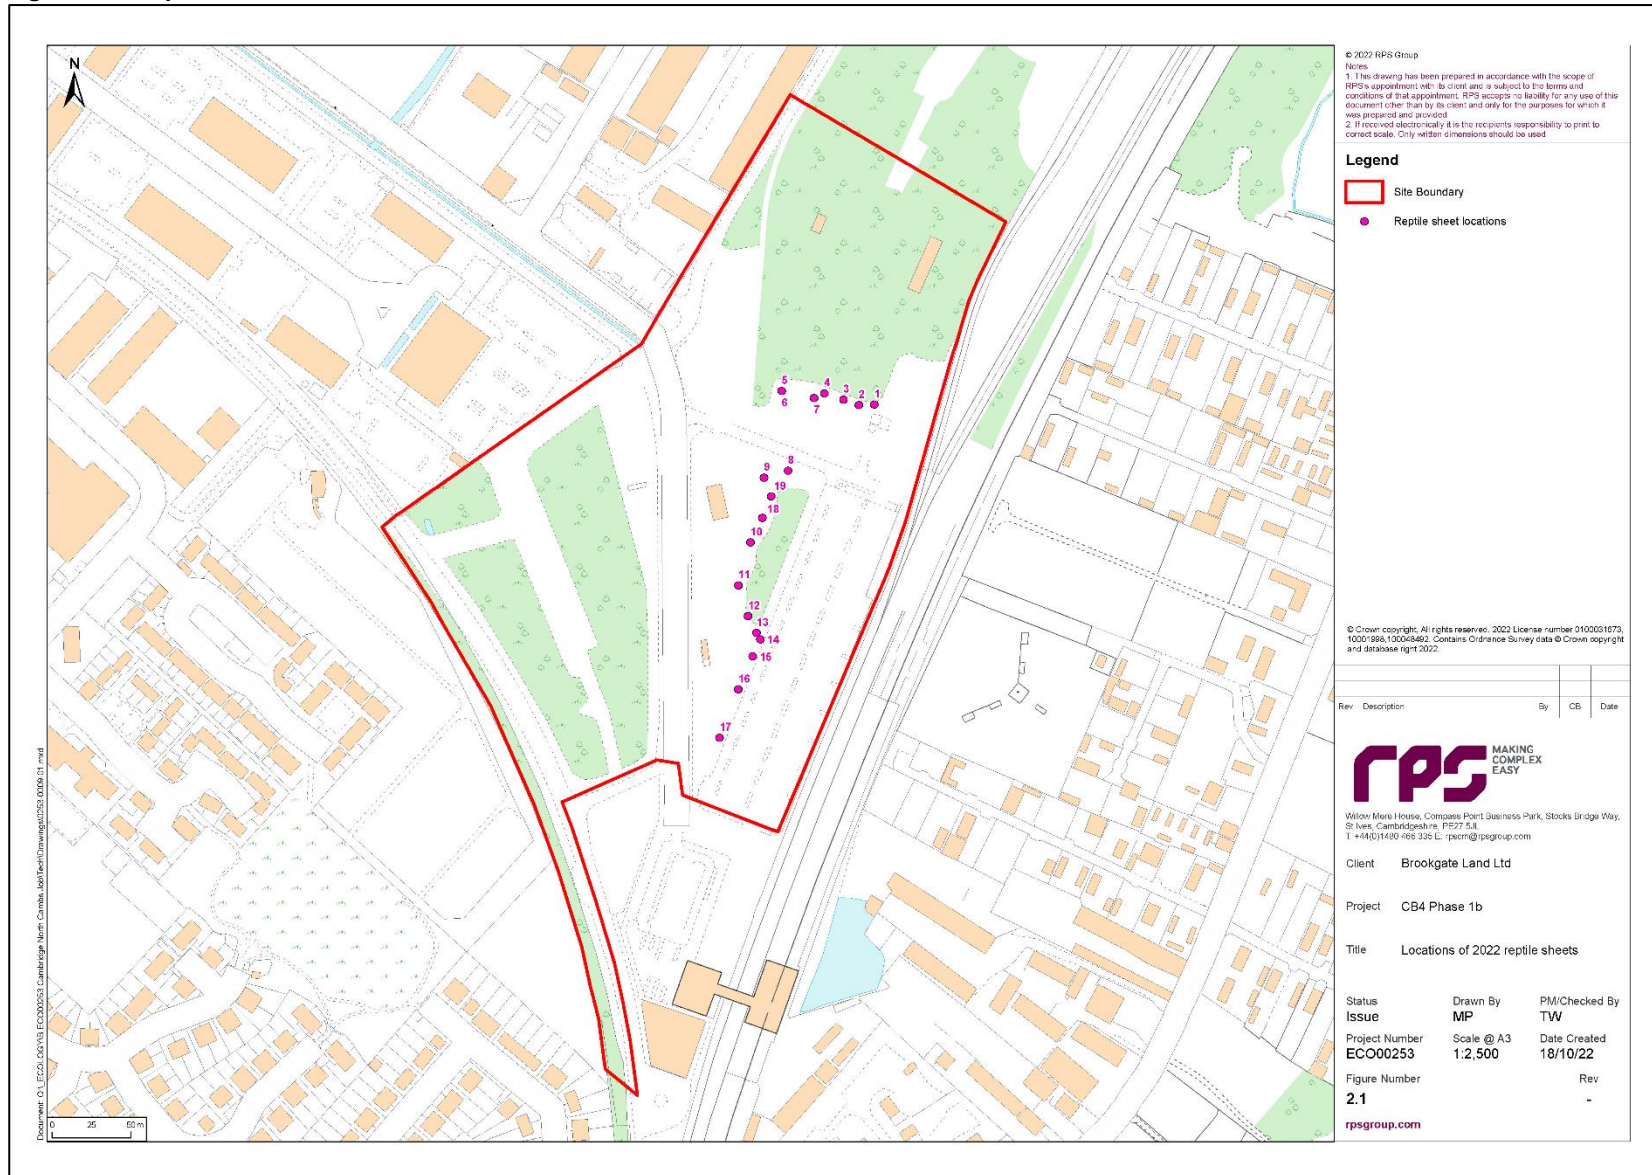 N
5
4
3
2
1
6
7
8
9
19
18
10
11
12
13
14
15
16
17
0 25 50 m
© 2022 RPS Group
Notes
1. This drawing has been prepared in accordance with the scope of
RPS's appointment with its client and is subject to the terms and
conditions of that appointment. RPS accepts no liability for any use of this
document other than by its client and only for the purposes for which it
was prepared and provided.
2. If received electronically it is the recipients responsibility to print to
correct scale. Only written dimensions should be used.
Legend
Site Boundary
Reptile sheet locations
© Crown copyright, All rights reserved. 2022 License number 0100031673,
10001998,100048492. Contains Ordnance Survey data © Crown copyright
and database right 2022.
Rev Description By CB Date
rps
MAKING
COMPLEX
EASY
Willow Mere House, Compass Point Business Park, Stocks Bridge Way,
St Ives, Cambridgeshire, PE27 5JL
T: +44(0)1480 466 335 E: rpscm@rpsgroup.com
Client Brookgate Land Ltd
Project CB4 Phase 1b
Title Locations of 2022 reptile sheets
Status Drawn By PM/Checked By
Issue MP TW
Project Number Scale @ A3 Date Created
ECO00253 1:2,500 18/10/22
Figure Number Rev
2.1 -
rpsgroup.com